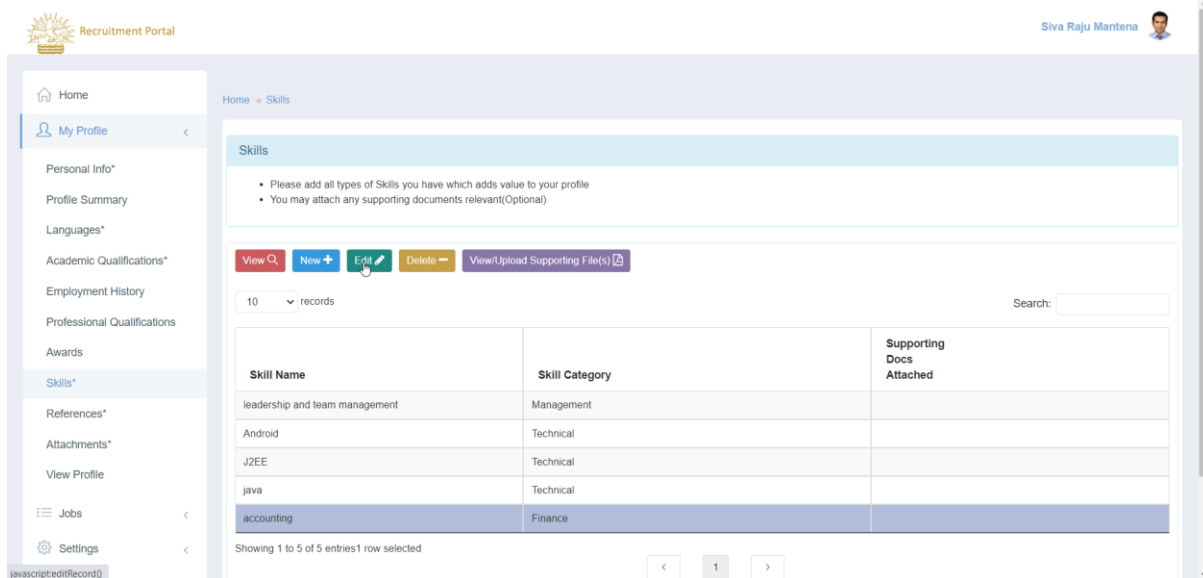 Recruitment Portal
Siva Raju Mantena
Home
My Profile
Personal Info*
Profile Summary
Languages*
Academic Qualifications*
Employment History
Professional Qualifications
Awards
Skills*
References*
Attachments*
View Profile
Jobs
Settings
Home Skills
Skills
• Please add all types of Skills you have which adds value to your profile
• You may attach any supporting documents relevant(Optional)
View New Edit Delete View/Upload Supporting File(s)
10 records Search:
Supporting
Docs
Skill Name Skill Category Attached
leadership and team management Management
Android Technical
J2EE Technical
java Technical
accounting Finance
Showing 1 to 5 of 5 entries1 row selected
< 1 >
javascript:editRecord()